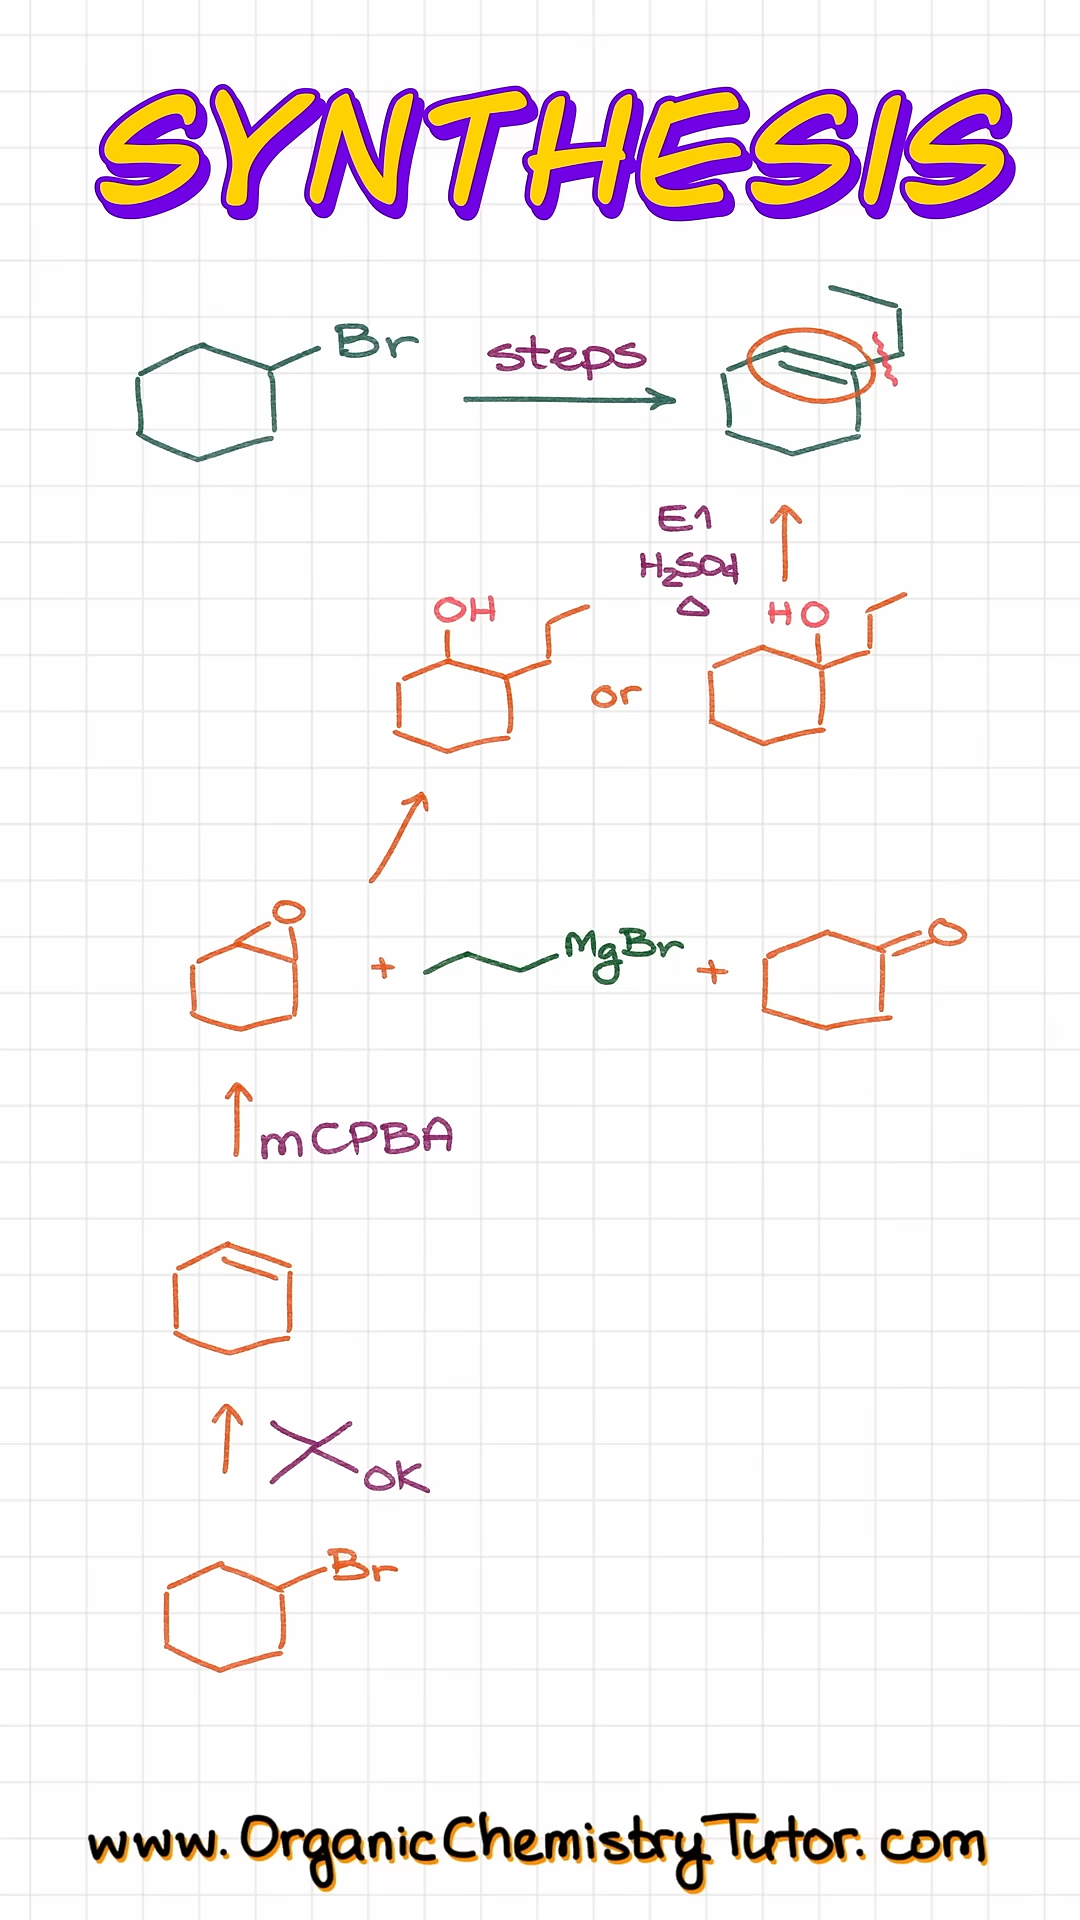 SYNTHESIS
Br
steps
E1
H₂SO₄
△
OH
HO
or
O
+
MgBr
+
O
mCPBA
OK
Br
www.OrganicChemistryTutor.com